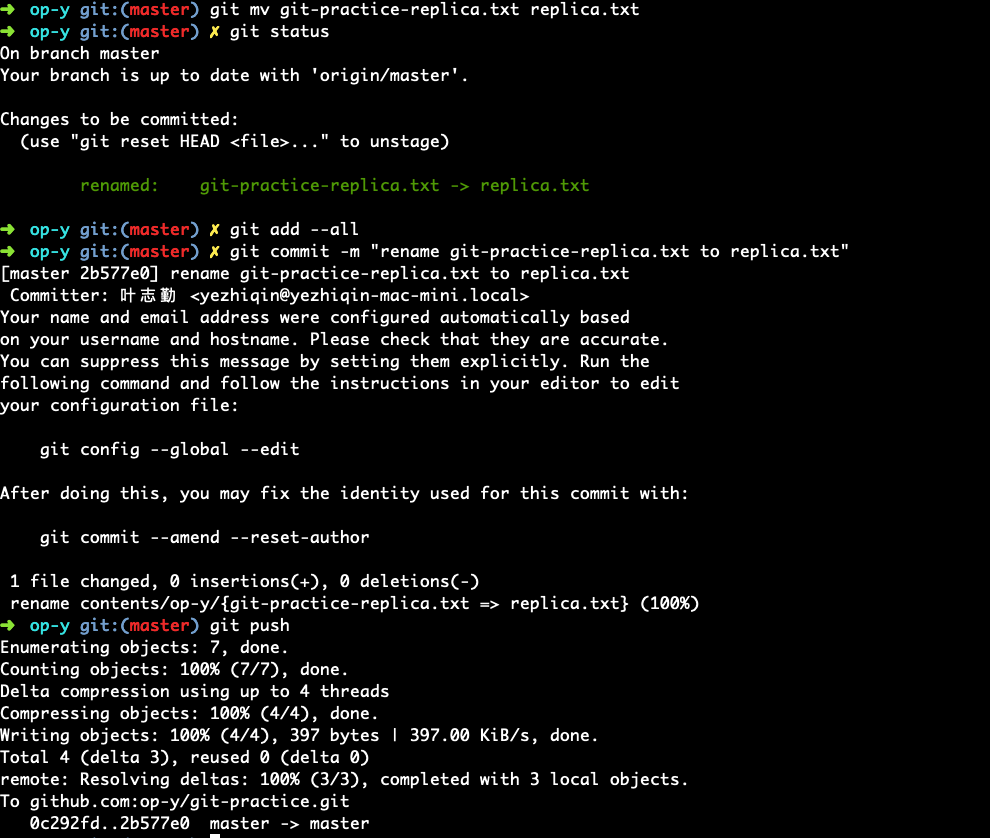 ➜ op-y git:(master) git mv git-practice-replica.txt replica.txt
➜ op-y git:(master) ✗ git status
On branch master
Your branch is up to date with 'origin/master'.
Changes to be committed:
(use "git reset HEAD <file>..." to unstage)
renamed: git-practice-replica.txt -> replica.txt
➜ op-y git:(master) ✗ git add --all
➜ op-y git:(master) ✗ git commit -m "rename git-practice-replica.txt to replica.txt"
[master 2b577e0] rename git-practice-replica.txt to replica.txt
Committer: 叶志勤 <yezhiqin@yezhiqin-mac-mini.local>
Your name and email address were configured automatically based
on your username and hostname. Please check that they are accurate.
You can suppress this message by setting them explicitly. Run the
following command and follow the instructions in your editor to edit
your configuration file:
git config --global --edit
After doing this, you may fix the identity used for this commit with:
git commit --amend --reset-author
1 file changed, 0 insertions(+), 0 deletions(-)
rename contents/op-y/{git-practice-replica.txt => replica.txt} (100%)
➜ op-y git:(master) git push
Enumerating objects: 7, done.
Counting objects: 100% (7/7), done.
Delta compression using up to 4 threads
Compressing objects: 100% (4/4), done.
Writing objects: 100% (4/4), 397 bytes | 397.00 KiB/s, done.
Total 4 (delta 3), reused 0 (delta 0)
remote: Resolving deltas: 100% (3/3), completed with 3 local objects.
To github.com:op-y/git-practice.git
0c292fd..2b577e0 master -> master